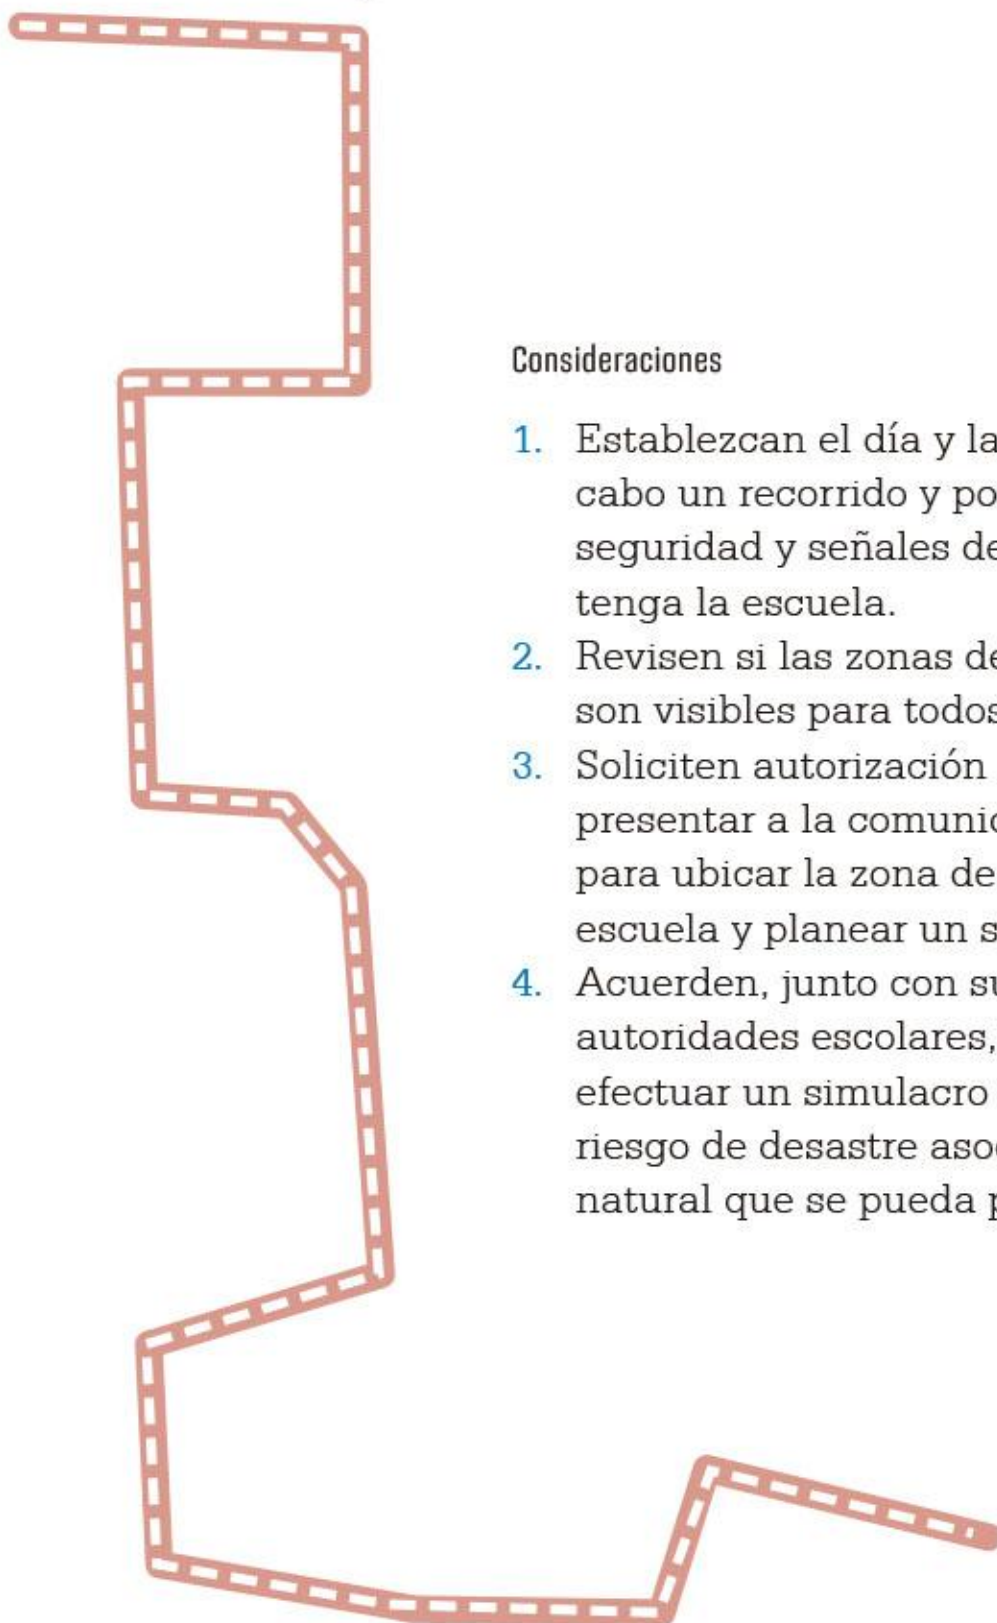 Consideraciones
1. Establezcan el día y la
cabo un recorrido y po
seguridad y señales de
tenga la escuela.
2. Revisen si las zonas de
son visibles para todos
3. Soliciten autorización
presentar a la comunic
para ubicar la zona de
escuela y planear un s
4. Acuerden, junto con su
autoridades escolares,
efectuar un simulacro
riesgo de desastre aso
natural que se pueda p